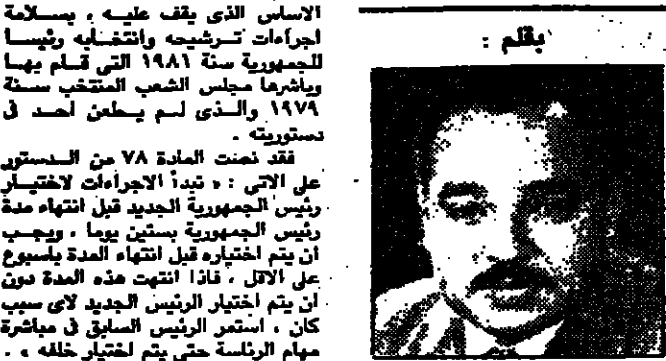 بقلم :
الاساس الذى يقف عليه ، بسلامة
اجراءات ترشيحه وانتخابه رئيسا
للجمهورية سنة ١٩٨١ التى قام بها
وباشرها مجلس الشعب المنتخب سنة
١٩٧٩ والذى لم يطعن احد فى
دستوريته .
فقد نصت المادة ٧٨ من الدستور
على الاتى : « تبدأ الاجراءات لاختيار
رئيس الجمهورية الجديد قبل انتهاء مدة
رئيس الجمهورية بستين يوما ، ويجب
ان يتم اختياره قبل انتهاء المدة باسبوع
على الاقل ، فاذا انتهت هذه المدة دون
ان يتم اختيار الرئيس الجديد لاى سبب
كان ، استمر الرئيس السابق فى مباشرة
مهام الرئاسة حتى يتم اختيار خلفه » .